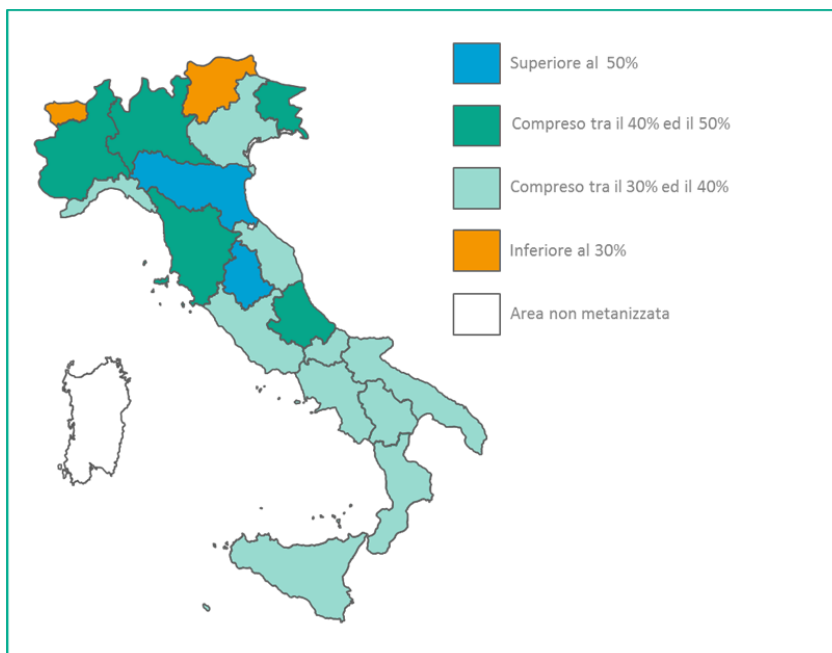 Superiore al 50%
Compreso tra il 40% ed il 50%
Compreso tra il 30% ed il 40%
Inferiore al 30%
Area non metanizzata